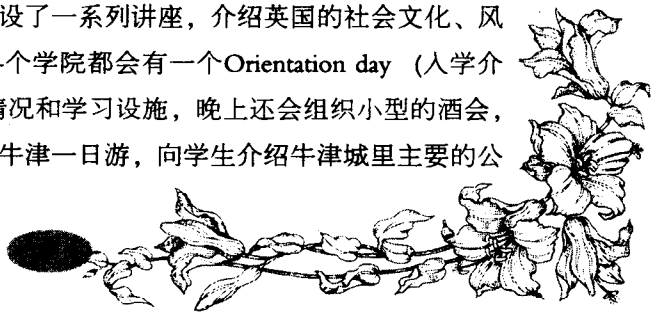 设了一系列讲座，介绍英国的社会文化、风
个学院都会有一个Orientation day （入学介
情况和学习设施，晚上还会组织小型的酒会，
牛津一日游，向学生介绍牛津城里主要的公